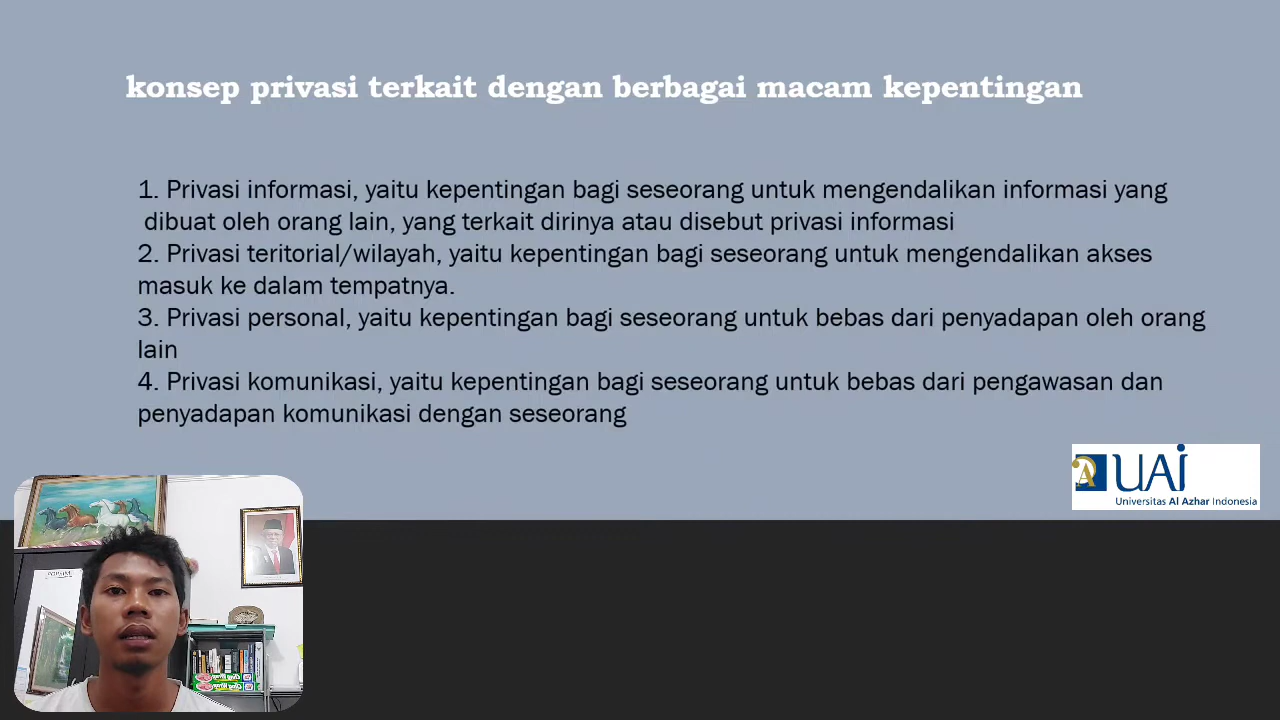 konsep privasi terkait dengan berbagai macam kepentingan
1. Privasi informasi, yaitu kepentingan bagi seseorang untuk mengendalikan informasi yang
dibuat oleh orang lain, yang terkait dirinya atau disebut privasi informasi
2. Privasi teritorial/wilayah, yaitu kepentingan bagi seseorang untuk mengendalikan akses
masuk ke dalam tempatnya.
3. Privasi personal, yaitu kepentingan bagi seseorang untuk bebas dari penyadapan oleh orang
lain
4. Privasi komunikasi, yaitu kepentingan bagi seseorang untuk bebas dari pengawasan dan
penyadapan komunikasi dengan seseorang
UAI
Universitas Al Azhar Indonesia